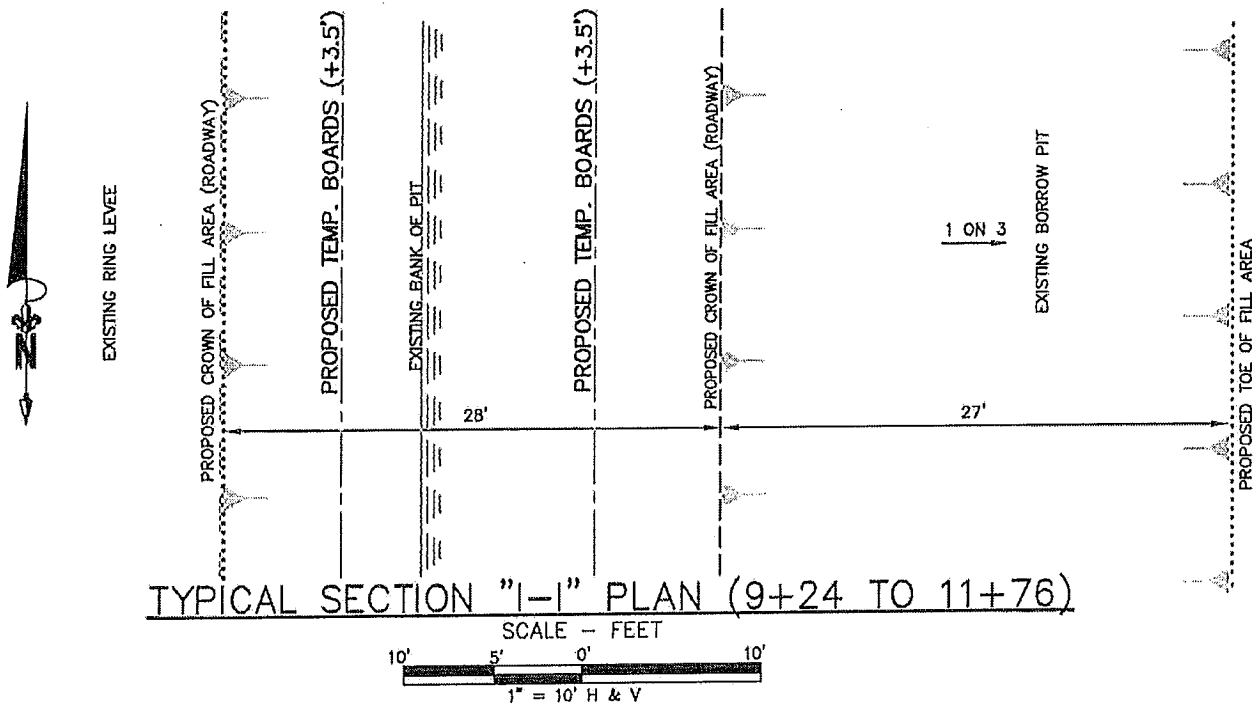 N
EXISTING RING LEVEE
PROPOSED CROWN OF FILL AREA (ROADWAY)
PROPOSED TEMP. BOARDS (+3.5')
EXISTING BANK OF PIT
PROPOSED TEMP. BOARDS (+3.5')
PROPOSED CROWN OF FILL AREA (ROADWAY)
1 ON 3
EXISTING BORROW PIT
PROPOSED TOE OF FILL AREA
28'
27'
TYPICAL SECTION "I-I" PLAN (9+24 TO 11+76)
SCALE - FEET
10' 5' 0' 10'
1" = 10' H & V